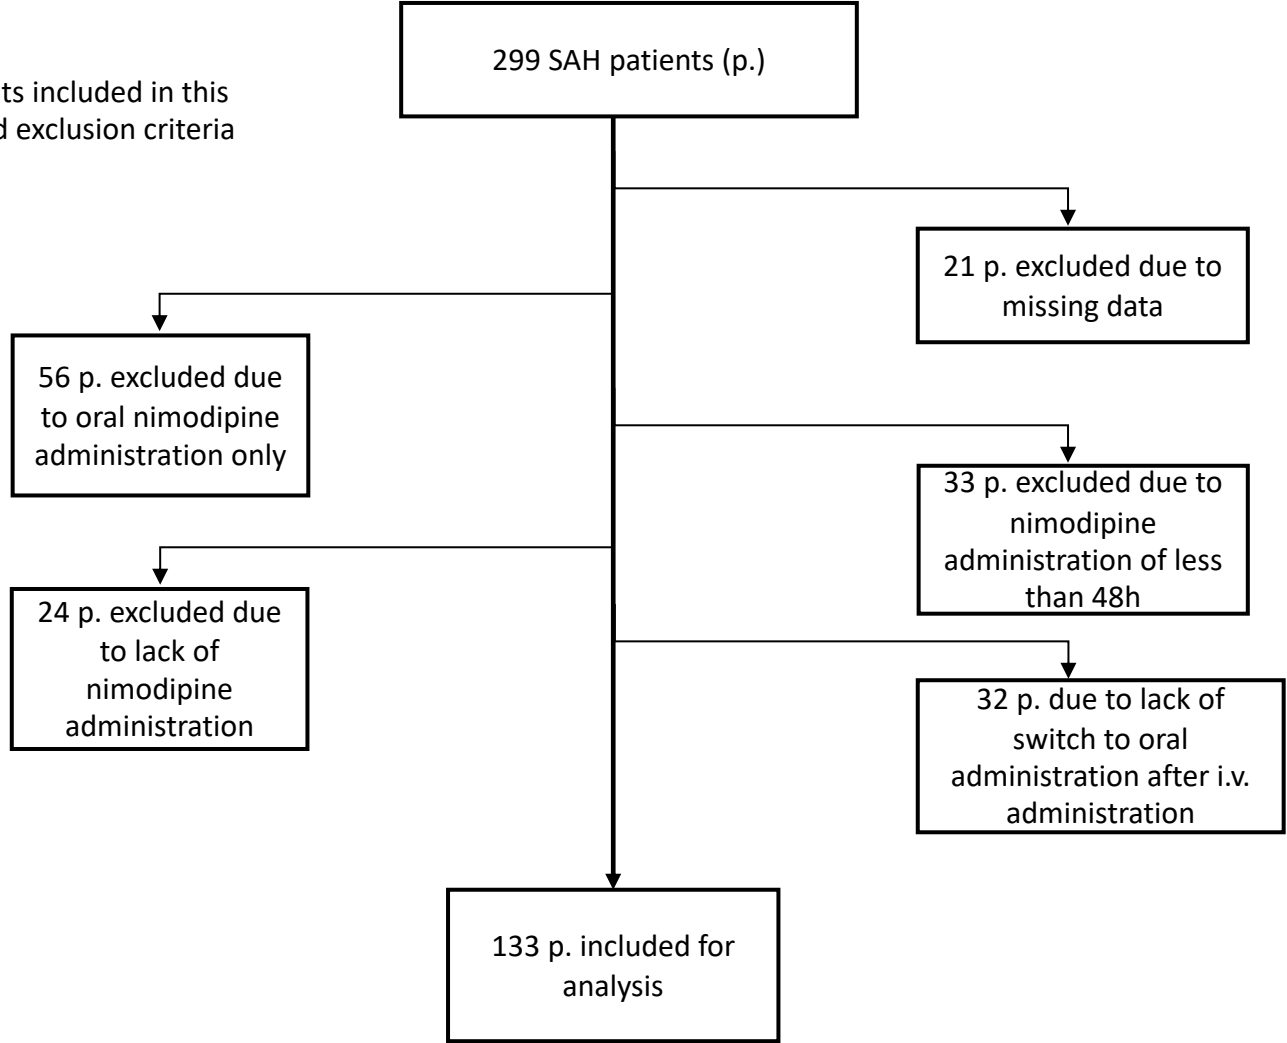 299 SAH patients (p.)
ts included in this
d exclusion criteria
21 p. excluded due to
missing data
56 p. excluded due
to oral nimodipine
administration only
33 p. excluded due to
nimodipine
administration of less
than 48h
24 p. excluded due
to lack of
nimodipine
administration
32 p. due to lack of
switch to oral
administration after i.v.
administration
133 p. included for
analysis